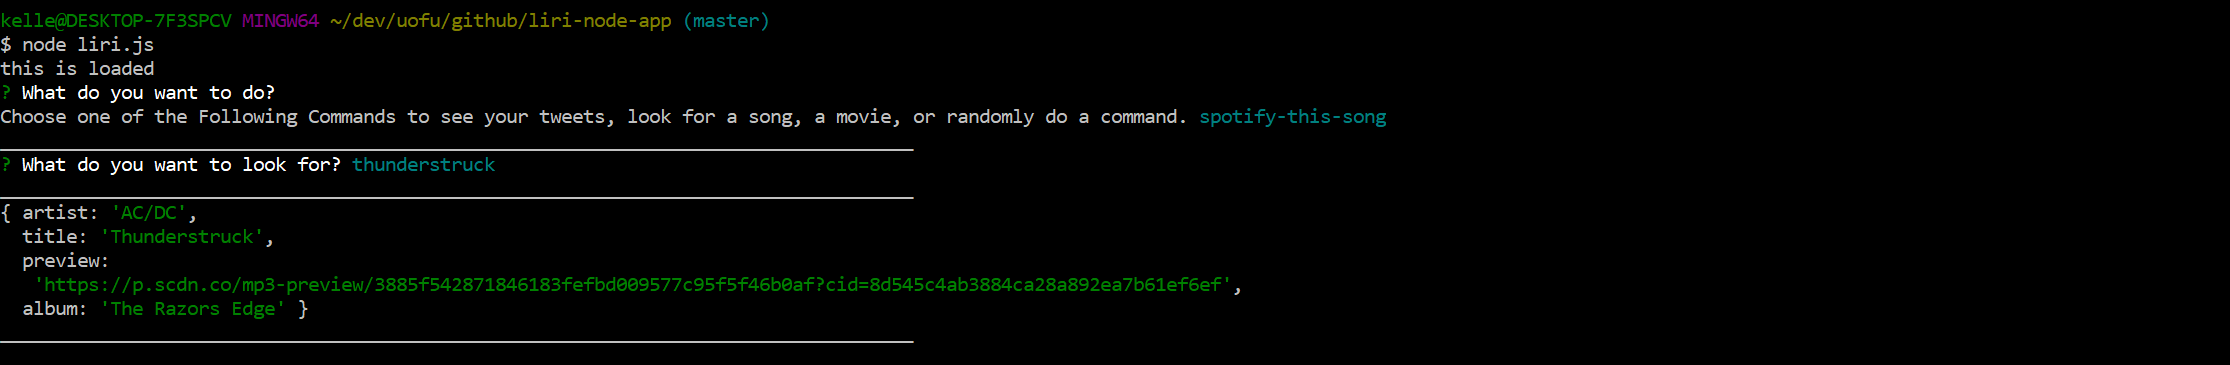 kelle@DESKTOP-7F3SPCV MINGW64 ~/dev/uofu/github/liri-node-app (master)
$ node liri.js
this is loaded
? What do you want to do?
Choose one of the Following Commands to see your tweets, look for a song, a movie, or randomly do a command. spotify-this-song
? What do you want to look for? thunderstruck
{ artist: 'AC/DC',
  title: 'Thunderstruck',
  preview:
   'https://p.scdn.co/mp3-preview/3885f542871846183fefbd009577c95f5f46b0af?cid=8d545c4ab3884ca28a892ea7b61ef6ef',
  album: 'The Razors Edge' }